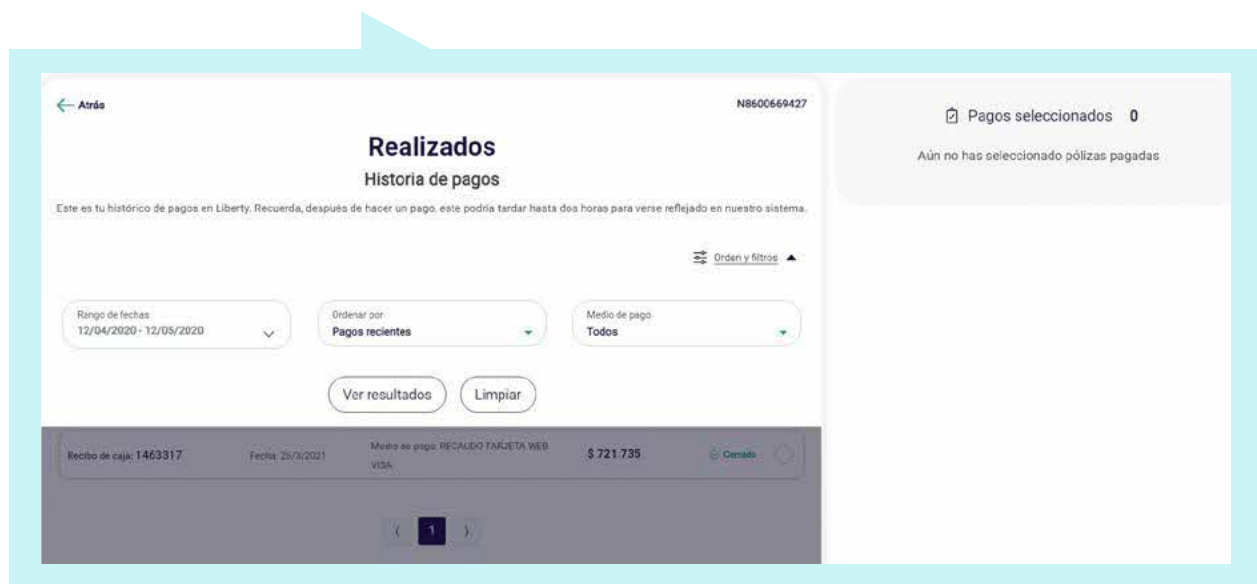 Atrás
N8600669427
Realizados
Historia de pagos
Este es tu histórico de pagos en Liberty. Recuerda, después de hacer un pago, este podría tardar hasta dos horas para verse reflejado en nuestro sistema.
Orden y filtros
Rango de fechas
12/04/2020 - 12/05/2020
Ordenar por
Pagos recientes
Medio de pago
Todos
Ver resultados
Limpiar
Recibo de caja: 1463317
Fecha: 25/3/2021
Medio de pago: RECAUDO TARJETA WEB
VISA
$ 721.735
Cerrado
1
Pagos seleccionados 0
Aún no has seleccionado pólizas pagadas